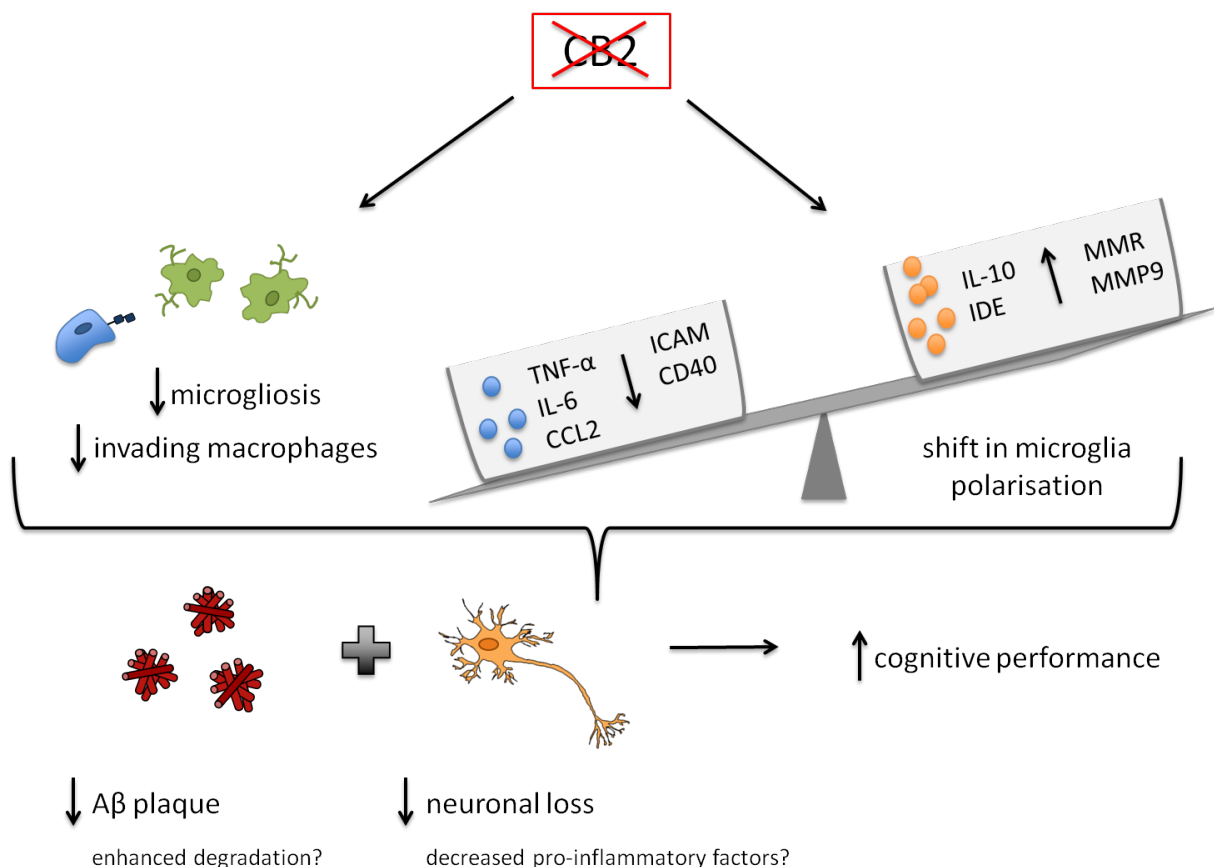 CB2
microgliosis
invading macrophages
TNF-α
IL-6
CCL2
ICAM
CD40
IL-10
IDE
MMR
MMP9
shift in microglia
polarisation
cognitive performance
Aβ plaque
enhanced degradation?
neuronal loss
decreased pro-inflammatory factors?